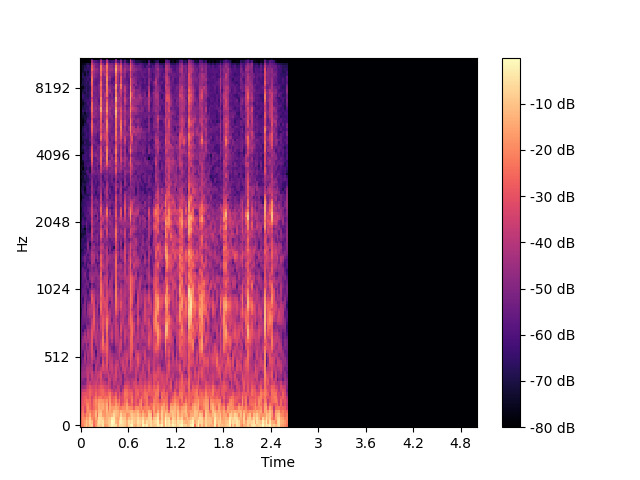 8192
4096
2048
1024
512
0
Hz
0 0.6 1.2 1.8 2.4 3 3.6 4.2 4.8
Time
-10 dB
-20 dB
-30 dB
-40 dB
-50 dB
-60 dB
-70 dB
-80 dB